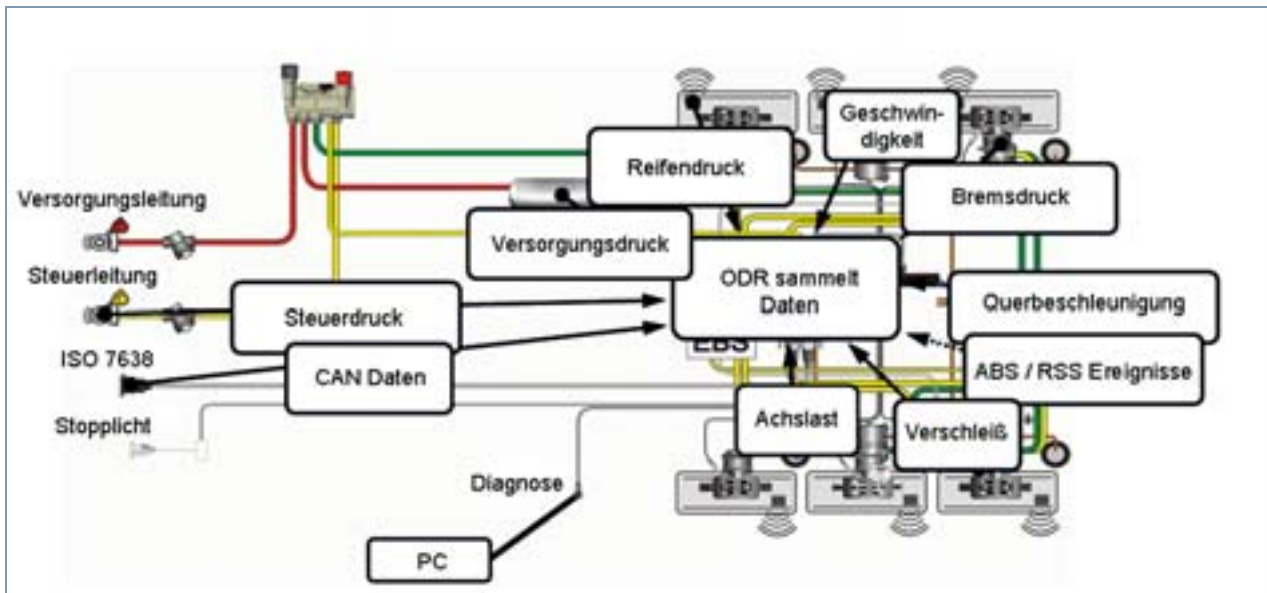 Geschwin-
digkeit
Reifendruck
Bremsdruck
Versorgungsleitung
Versorgungsdruck
ODR sammelt
Daten
Steuerleitung
Querbeschleunigung
Steuerdruck
EBS
ISO 7638
CAN Daten
ABS / RSS Ereignisse
Stopplicht
Achslast
Verschleiß
Diagnose
PC